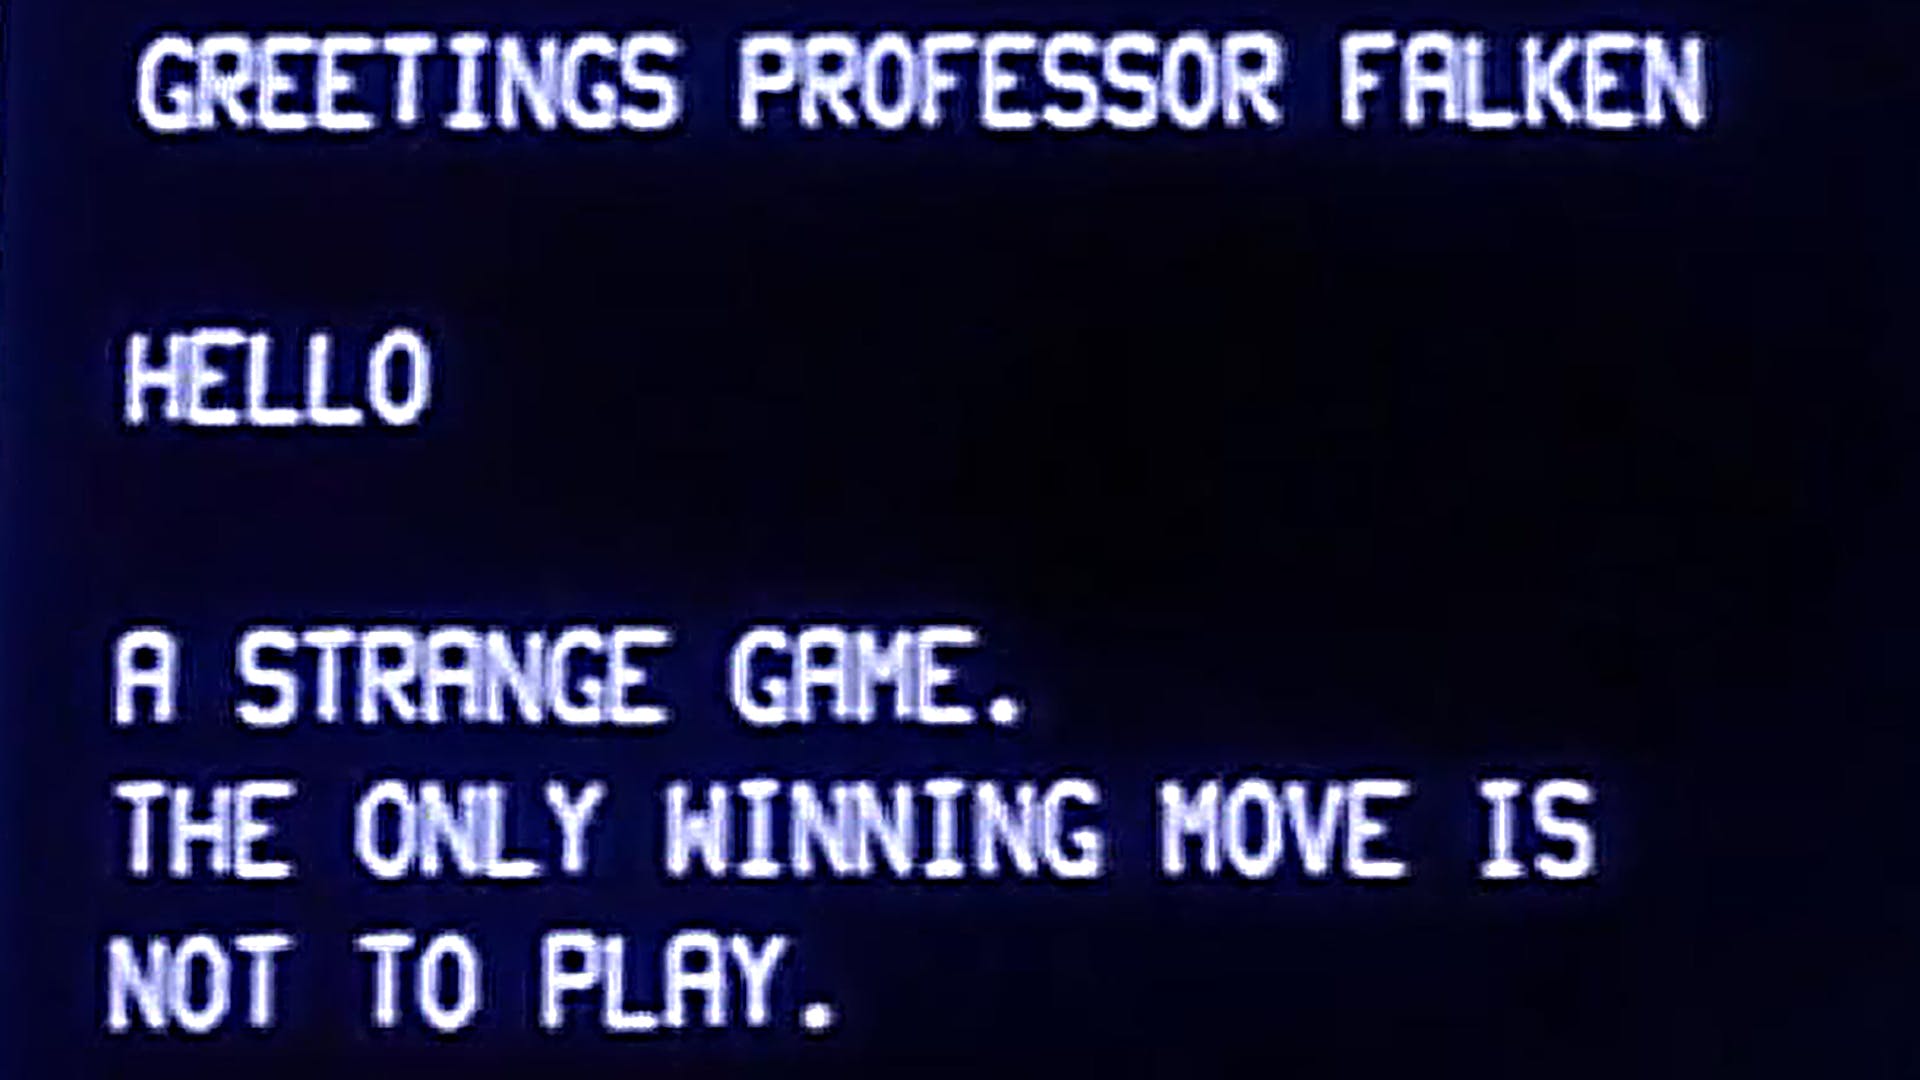 GREETINGS PROFESSOR FALKEN
HELLO
A STRANGE GAME.
THE ONLY WINNING MOVE IS
NOT TO PLAY.